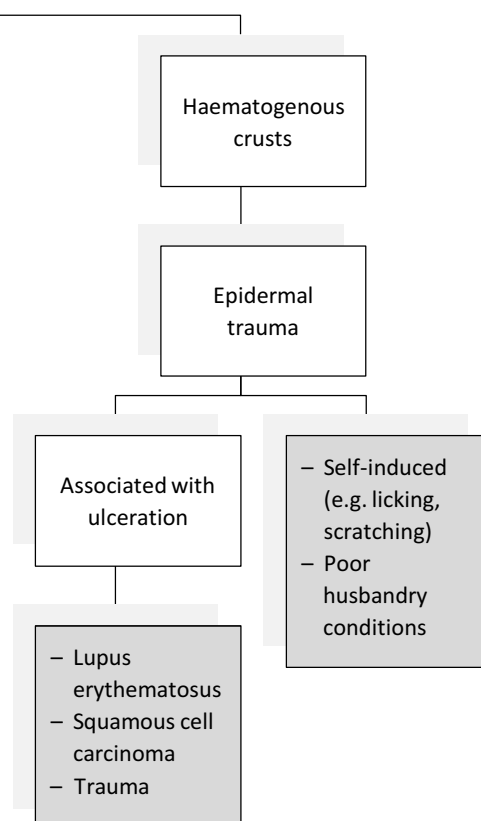 Haematogenous
crusts
Epidermal
trauma
Associated with
ulceration
– Self-induced
(e.g. licking,
scratching)
– Poor
husbandry
conditions
– Lupus
erythematosus
– Squamous cell
carcinoma
– Trauma